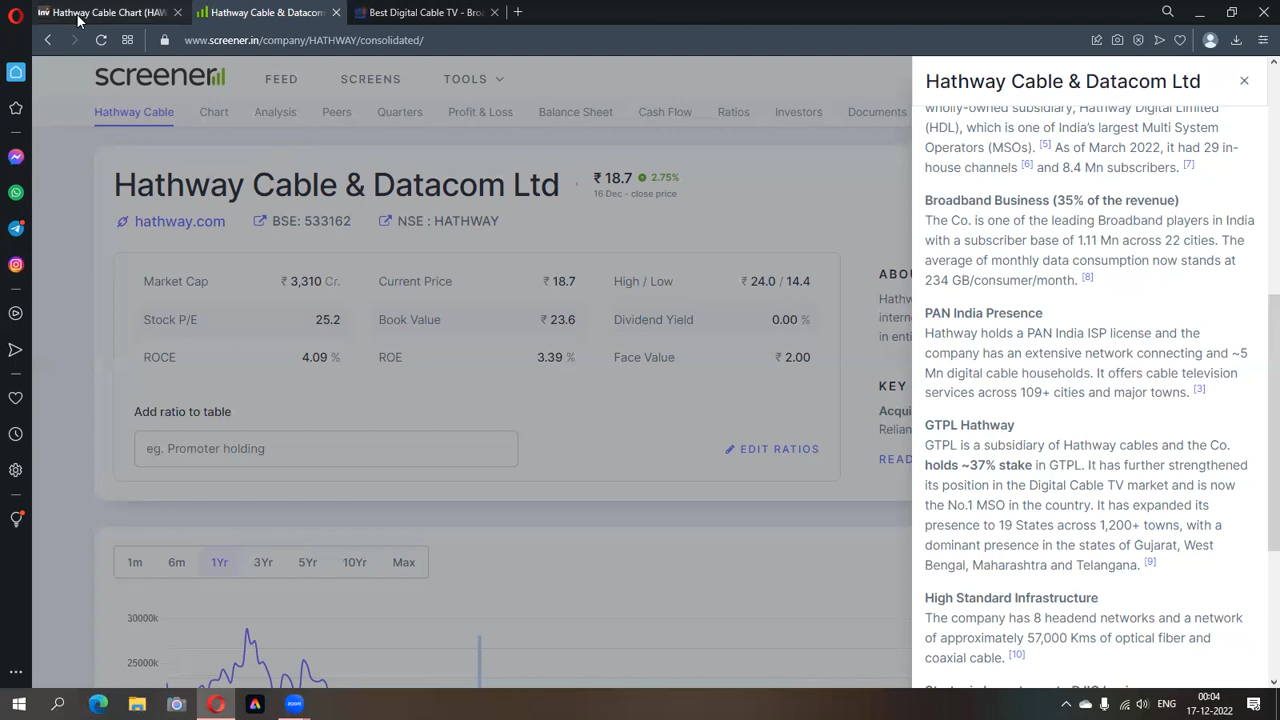 Hathway Cable Chart (HAW
Hathway Cable & Datacom
Best Digital Cable TV - Bro
www.screener.in/company/HATHWAY/consolidated/
screener
FEED
SCREENS
TOOLS
Hathway Cable
Chart
Analysis
Peers
Quarters
Profit & Loss
Balance Sheet
Cash Flow
Ratios
Investors
Documents
Hathway Cable & Datacom Ltd
₹ 18.7
2.75%
16 Dec - close price
hathway.com
BSE: 533162
NSE : HATHWAY
Market Cap
₹ 3,310 Cr.
Current Price
₹ 18.7
High / Low
₹ 24.0 / 14.4
Stock P/E
25.2
Book Value
₹ 23.6
Dividend Yield
0.00 %
ROCE
4.09 %
ROE
3.39 %
Face Value
₹ 2.00
Add ratio to table
eg. Promoter holding
EDIT RATIOS
ABOU
Hathw
intern
in enti
KEY
Acqui
Relian
READ
1m
6m
1Yr
3Yr
5Yr
10Yr
Max
30000k
25000k
Hathway Cable & Datacom Ltd
wholly-owned subsidiary, Hathway Digital Limited
(HDL), which is one of India's largest Multi System
Operators (MSOs). [5] As of March 2022, it had 29 in-
house channels [6] and 8.4 Mn subscribers. [7]
Broadband Business (35% of the revenue)
The Co. is one of the leading Broadband players in India
with a subscriber base of 1.11 Mn across 22 cities. The
average of monthly data consumption now stands at
234 GB/consumer/month. [8]
PAN India Presence
Hathway holds a PAN India ISP license and the
company has an extensive network connecting and ~5
Mn digital cable households. It offers cable television
services across 109+ cities and major towns. [3]
GTPL Hathway
GTPL is a subsidiary of Hathway cables and the Co.
holds ~37% stake in GTPL. It has further strengthened
its position in the Digital Cable TV market and is now
the No.1 MSO in the country. It has expanded its
presence to 19 States across 1,200+ towns, with a
dominant presence in the states of Gujarat, West
Bengal, Maharashtra and Telangana. [9]
High Standard Infrastructure
The company has 8 headend networks and a network
of approximately 57,000 Kms of optical fiber and
coaxial cable. [10]
zoom
ENG
00:04
17-12-2022